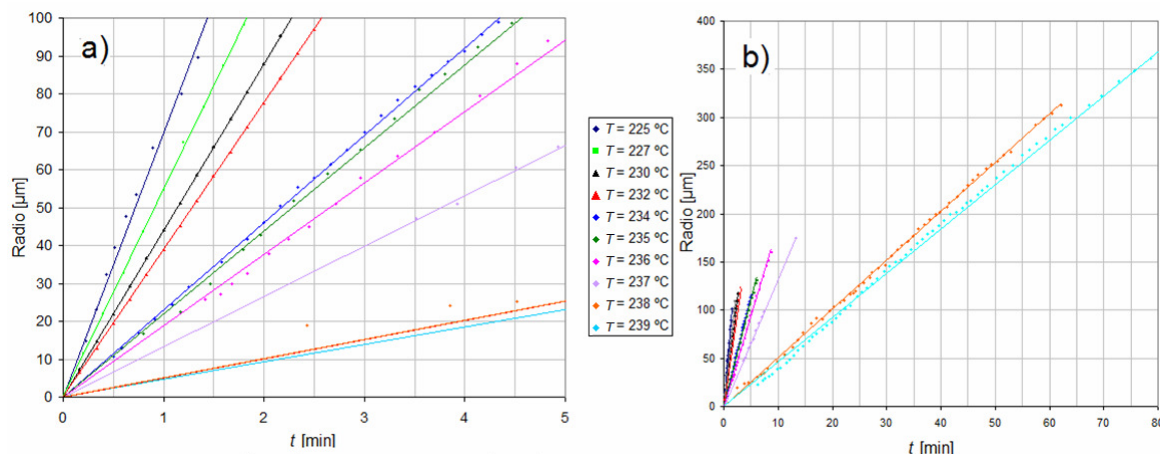 a)
Radio [µm]
100
90
80
70
60
50
40
30
20
10
0
0 1 2 3 4 5
t [min]
T = 225 ºC
T = 227 ºC
T = 230 ºC
T = 232 ºC
T = 234 ºC
T = 235 ºC
T = 236 ºC
T = 237 ºC
T = 238 ºC
T = 239 ºC
b)
Radio [µm]
400
350
300
250
200
150
100
50
0
0 10 20 30 40 50 60 70 80
t [min]